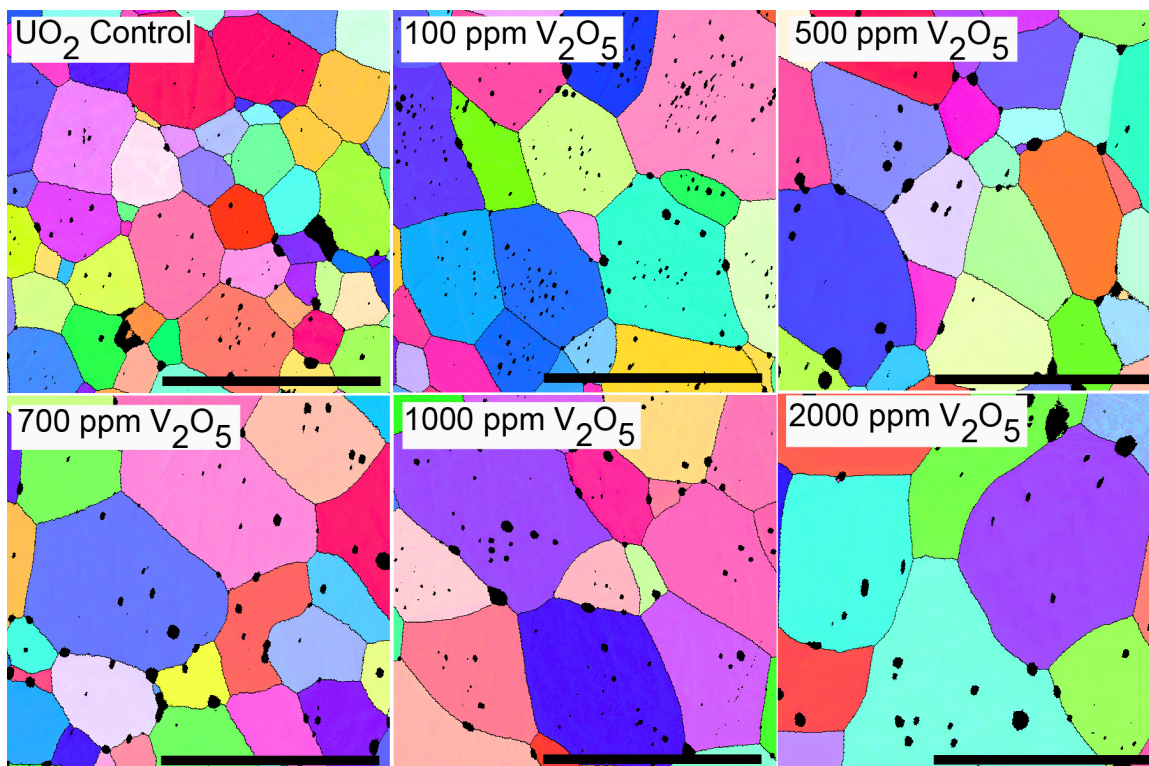 UO₂ Control
100 ppm V₂O₅
500 ppm V₂O₅
700 ppm V₂O₅
1000 ppm V₂O₅
2000 ppm V₂O₅